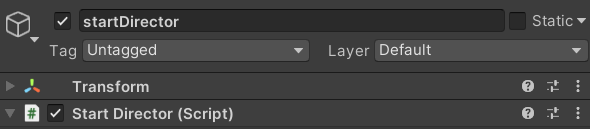 startDirector Static
Tag Untagged Layer Default
Transform
Start Director (Script)